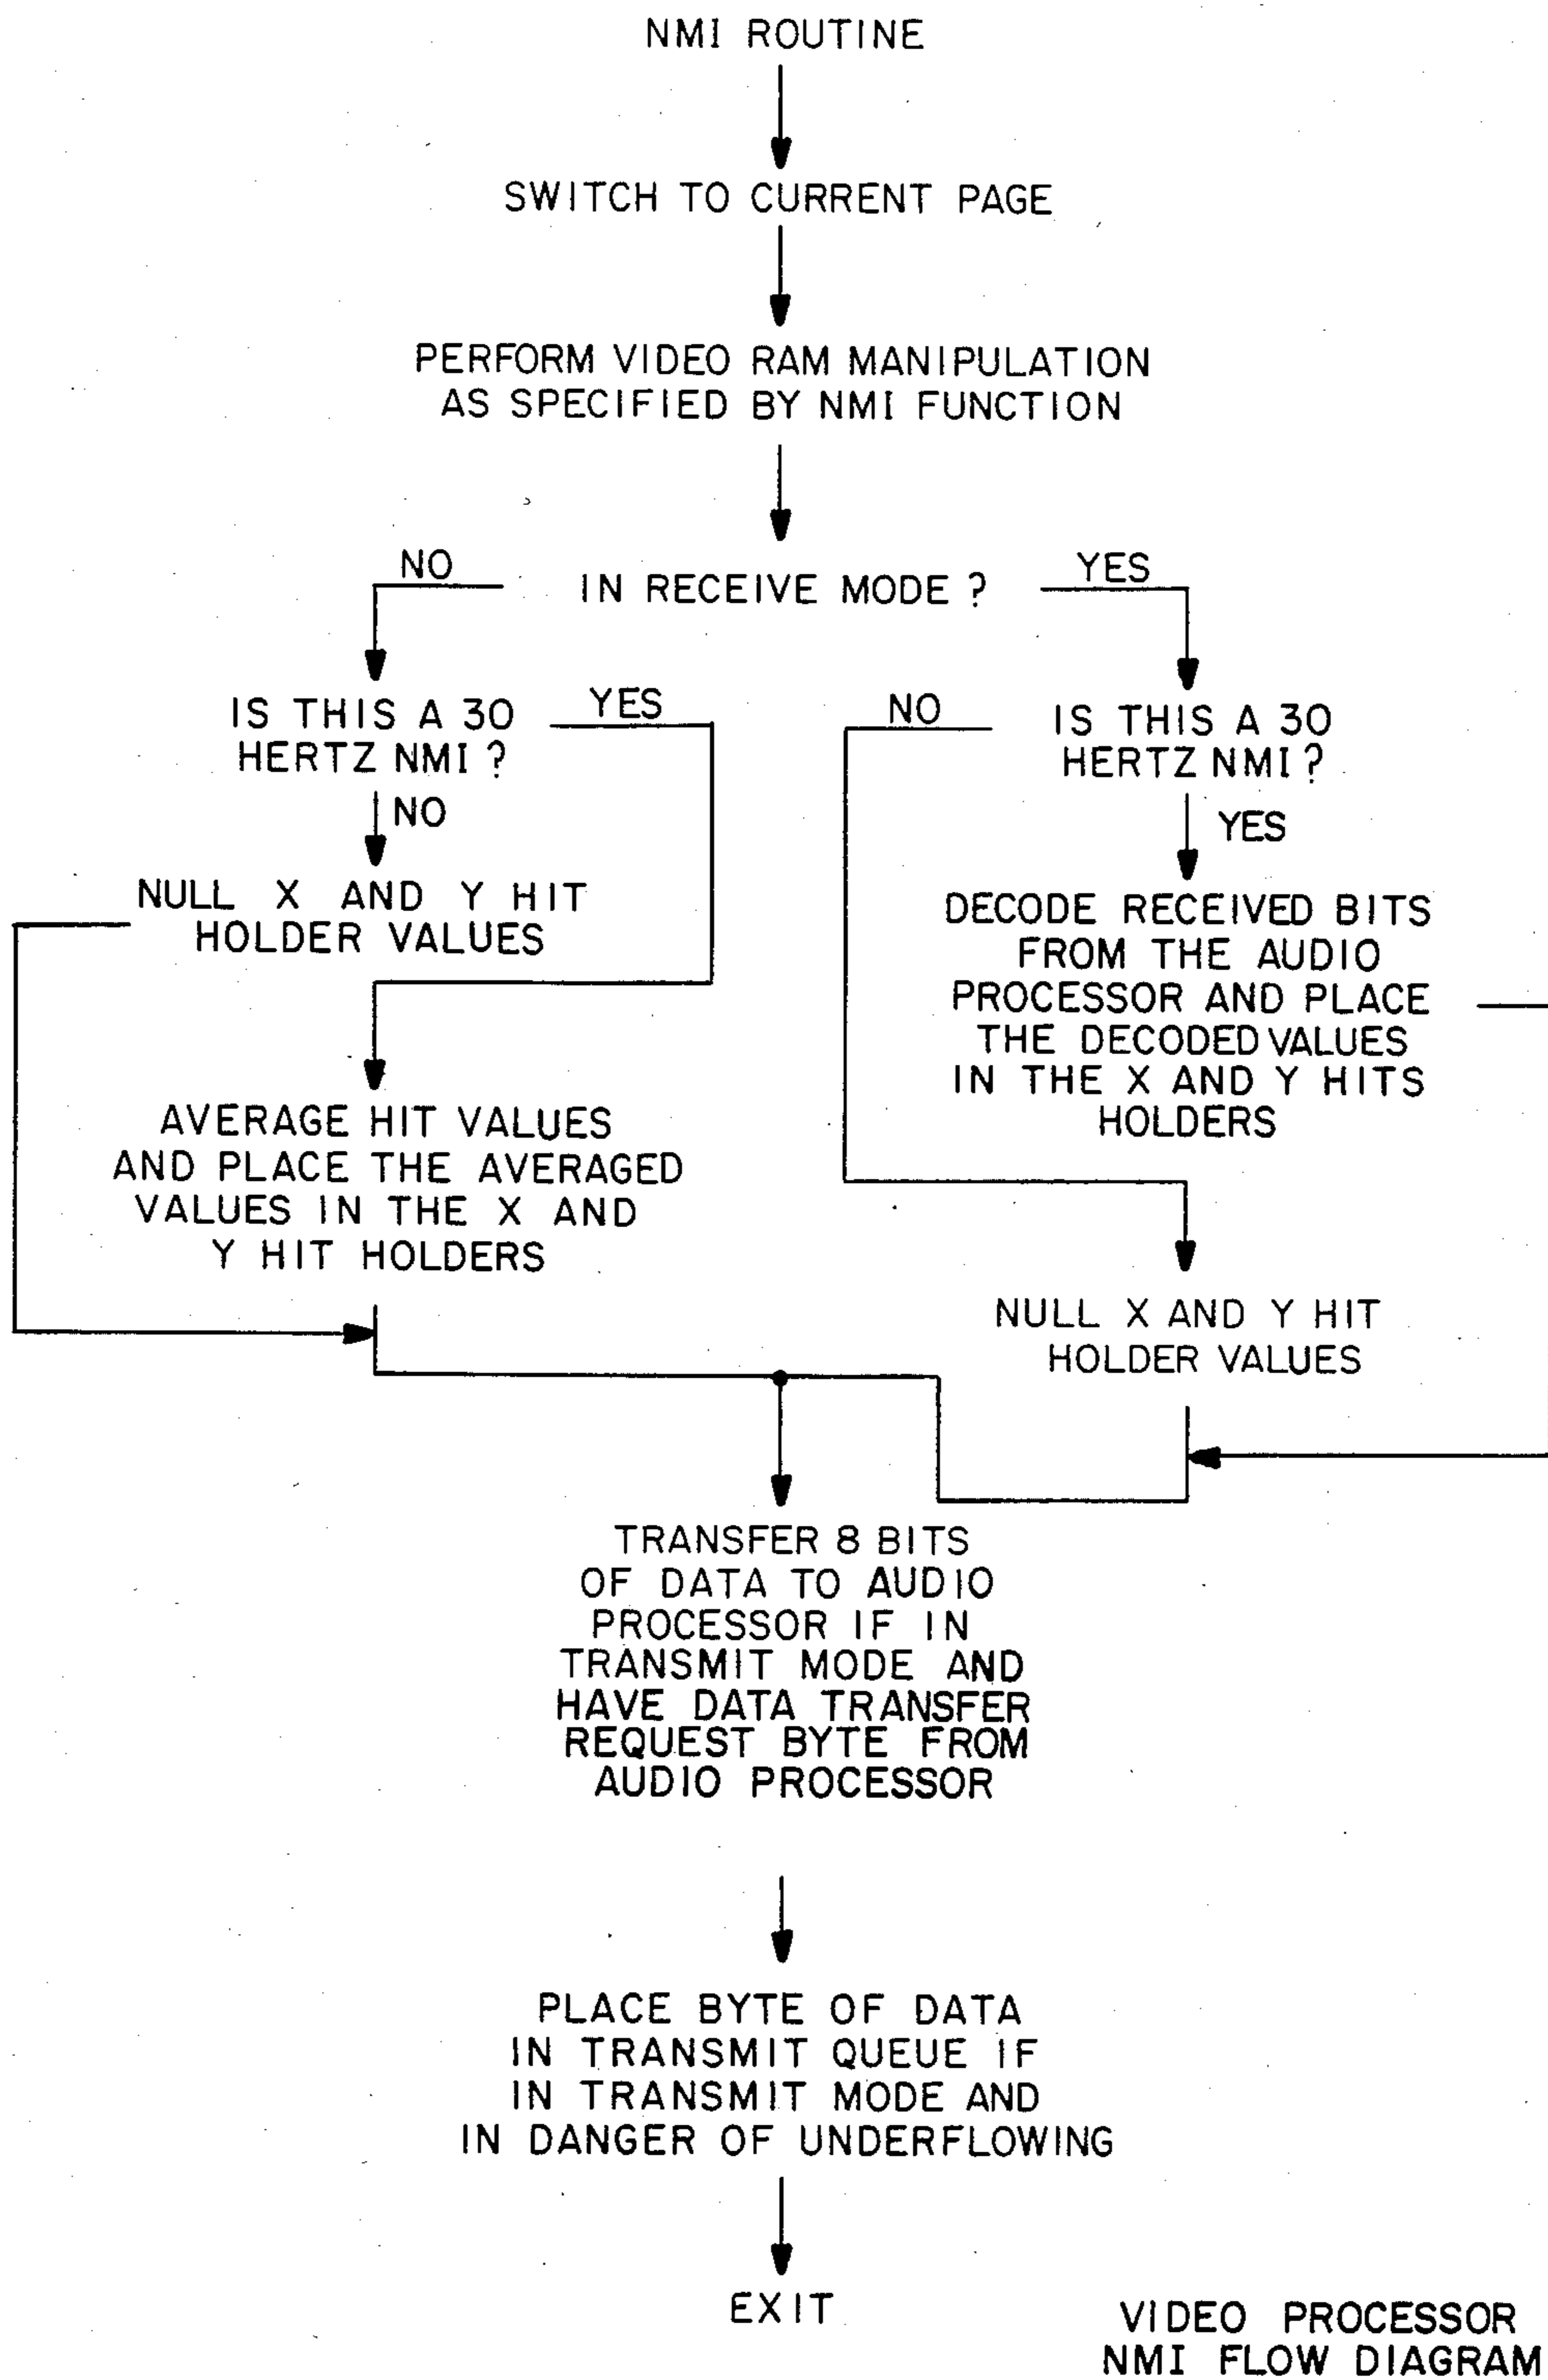 NMI ROUTINE
SWITCH TO CURRENT PAGE
PERFORM VIDEO RAM MANIPULATION
AS SPECIFIED BY NMI FUNCTION
NO
IN RECEIVE MODE ?
YES
IS THIS A 30
HERTZ NMI ?
YES
NO
NULL X AND Y HIT
HOLDER VALUES
AVERAGE HIT VALUES
AND PLACE THE AVERAGED
VALUES IN THE X AND
Y HIT HOLDERS
NO
IS THIS A 30
HERTZ NMI ?
YES
DECODE RECEIVED BITS
FROM THE AUDIO
PROCESSOR AND PLACE
THE DECODED VALUES
IN THE X AND Y HITS
HOLDERS
NULL X AND Y HIT
HOLDER VALUES
TRANSFER 8 BITS
OF DATA TO AUDIO
PROCESSOR IF IN
TRANSMIT MODE AND
HAVE DATA TRANSFER
REQUEST BYTE FROM
AUDIO PROCESSOR
PLACE BYTE OF DATA
IN TRANSMIT QUEUE IF
IN TRANSMIT MODE AND
IN DANGER OF UNDERFLOWING
EXIT
VIDEO PROCESSOR
NMI FLOW DIAGRAM